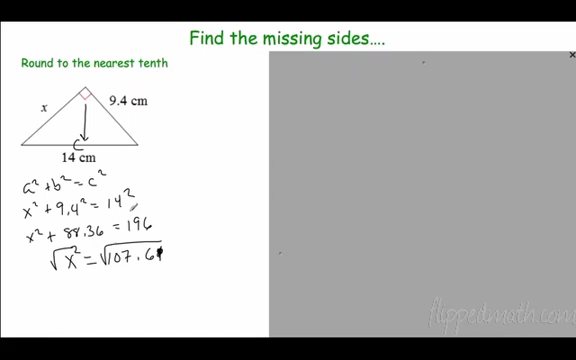 Find the missing sides....
Round to the nearest tenth
x
9.4 cm
C
14 cm
a² + b² = c²
x² + 9.4² = 14²
x² + 88.36 = 196
√x² = √107.6
flippedmath.com